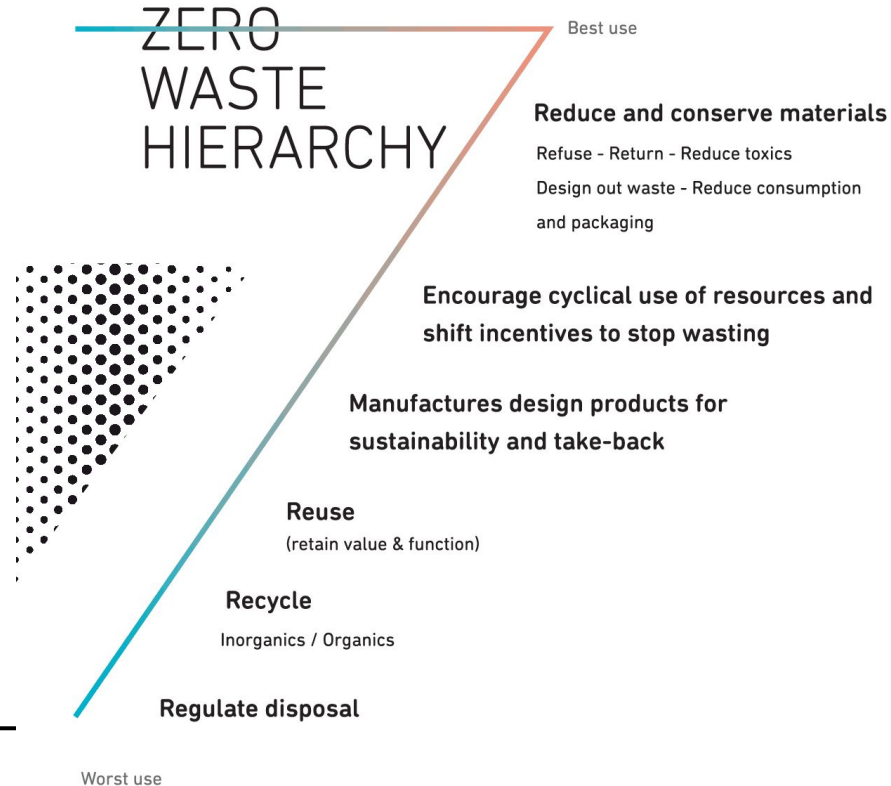 ZERO
WASTE
HIERARCHY
Best use
Reduce and conserve materials
Refuse - Return - Reduce toxics
Design out waste - Reduce consumption
and packaging
Encourage cyclical use of resources and
shift incentives to stop wasting
Manufactures design products for
sustainability and take-back
Reuse
(retain value & function)
Recycle
Inorganics / Organics
Regulate disposal
Worst use